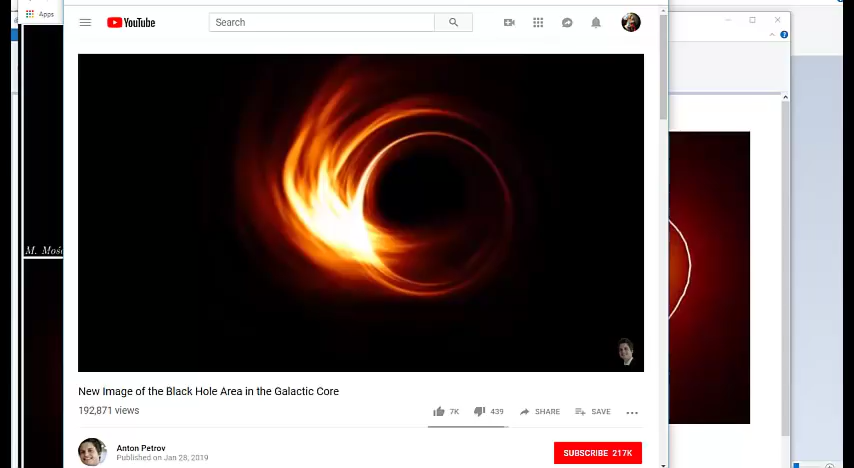 Apps
YouTube
Search
M. Mość
New Image of the Black Hole Area in the Galactic Core
192,871 views
7K
439
SHARE
SAVE
Anton Petrov
Published on Jan 28, 2019
SUBSCRIBE 217K